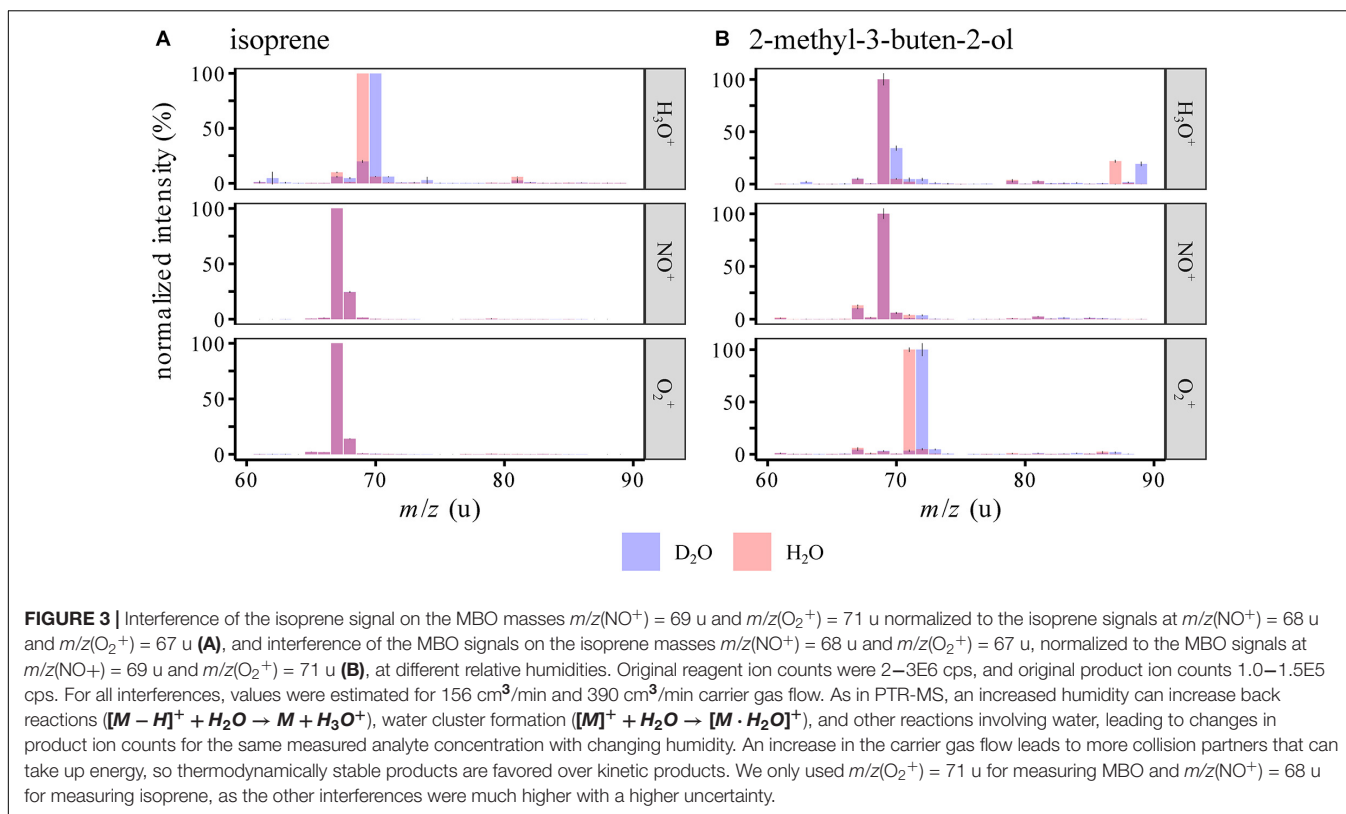 A isoprene
B 2-methyl-3-buten-2-ol
normalized intensity (%)
100
50
0
H₃O⁺
100
50
0
NO⁺
100
50
0
O₂⁺
60 70 80 90
m/z (u)
100
50
0
H₃O⁺
100
50
0
NO⁺
100
50
0
O₂⁺
60 70 80 90
m/z (u)
D₂O H₂O
FIGURE 3 | Interference of the isoprene signal on the MBO masses m/z(NO⁺) = 69 u and m/z(O₂⁺) = 71 u normalized to the isoprene signals at m/z(NO⁺) = 68 u
and m/z(O₂⁺) = 67 u (A), and interference of the MBO signals on the isoprene masses m/z(NO⁺) = 68 u and m/z(O₂⁺) = 67 u, normalized to the MBO signals at
m/z(NO+) = 69 u and m/z(O₂⁺) = 71 u (B), at different relative humidities. Original reagent ion counts were 2–3E6 cps, and original product ion counts 1.0–1.5E5
cps. For all interferences, values were estimated for 156 cm³/min and 390 cm³/min carrier gas flow. As in PTR-MS, an increased humidity can increase back
reactions ([M − H]⁺ + H₂O → M + H₃O⁺), water cluster formation ([M]⁺ + H₂O → [M · H₂O]⁺), and other reactions involving water, leading to changes in
product ion counts for the same measured analyte concentration with changing humidity. An increase in the carrier gas flow leads to more collision partners that can
take up energy, so thermodynamically stable products are favored over kinetic products. We only used m/z(O₂⁺) = 71 u for measuring MBO and m/z(NO⁺) = 68 u
for measuring isoprene, as the other interferences were much higher with a higher uncertainty.